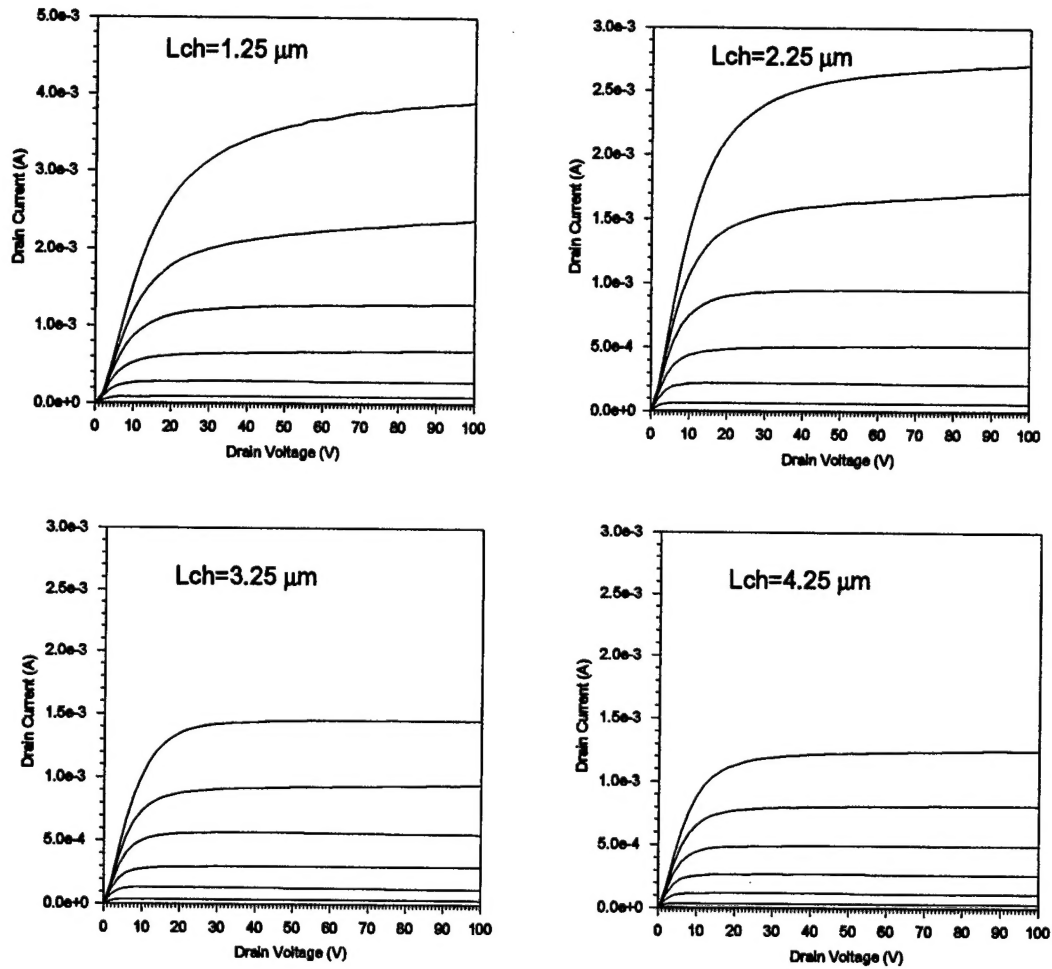 Lch=1.25 µm
5.0e-3
4.0e-3
3.0e-3
2.0e-3
1.0e-3
0.0e+0
Drain Current (A)
0 10 20 30 40 50 60 70 80 90 100
Drain Voltage (V)
Lch=2.25 µm
3.0e-3
2.5e-3
2.0e-3
1.5e-3
1.0e-3
5.0e-4
0.0e+0
Drain Current (A)
0 10 20 30 40 50 60 70 80 90 100
Drain Voltage (V)
Lch=3.25 µm
3.0e-3
2.5e-3
2.0e-3
1.5e-3
1.0e-3
5.0e-4
0.0e+0
Drain Current (A)
0 10 20 30 40 50 60 70 80 90 100
Drain Voltage (V)
Lch=4.25 µm
3.0e-3
2.5e-3
2.0e-3
1.5e-3
1.0e-3
5.0e-4
0.0e+0
Drain Current (A)
0 10 20 30 40 50 60 70 80 90 100
Drain Voltage (V)